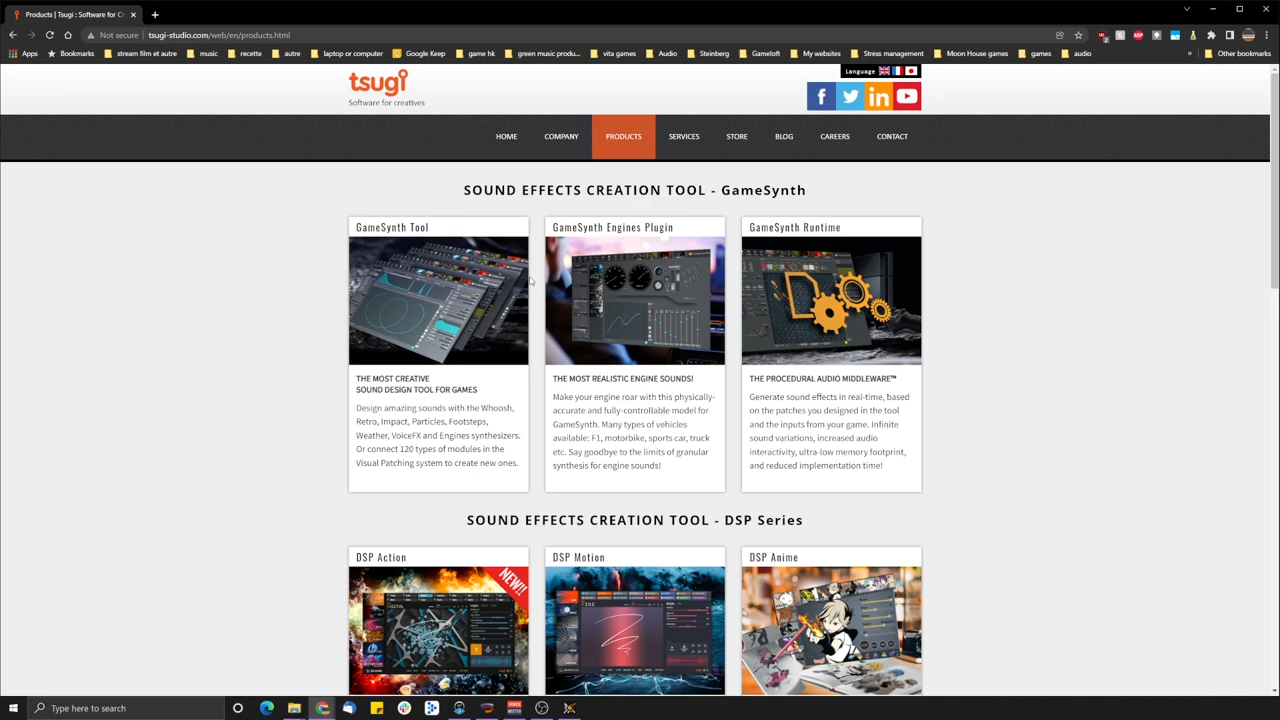 Products | Tsugi : Software for C
Not secure | tsugi-studio.com/web/en/products.html
Apps Bookmarks stream film et autre music recette autre laptop or computer Google Keep game hk green music produ... vita games Audio Steinberg Gameloft My websites Stress management Moon House games games audio » Other bookmarks
tsugi
Software for creatives
Language
HOME COMPANY PRODUCTS SERVICES STORE BLOG CAREERS CONTACT
SOUND EFFECTS CREATION TOOL - GameSynth
GameSynth Tool
THE MOST CREATIVE
SOUND DESIGN TOOL FOR GAMES
Design amazing sounds with the Whoosh,
Retro, Impact, Particles, Footsteps,
Weather, VoiceFX and Engines synthesizers.
Or connect 120 types of modules in the
Visual Patching system to create new ones.
GameSynth Engines Plugin
THE MOST REALISTIC ENGINE SOUNDS!
Make your engine roar with this physically-
accurate and fully-controllable model for
GameSynth. Many types of vehicles
available: F1, motorbike, sports car, truck
etc. Say goodbye to the limits of granular
synthesis for engine sounds!
GameSynth Runtime
THE PROCEDURAL AUDIO MIDDLEWARE™
Generate sound effects in real-time, based
on the patches you designed in the tool
and the inputs from your game. Infinite
sound variations, increased audio
interactivity, ultra-low memory footprint,
and reduced implementation time!
SOUND EFFECTS CREATION TOOL - DSP Series
DSP Action
NEW!!
DIGITAL
DSP Motion
DSP Anime
Type here to search